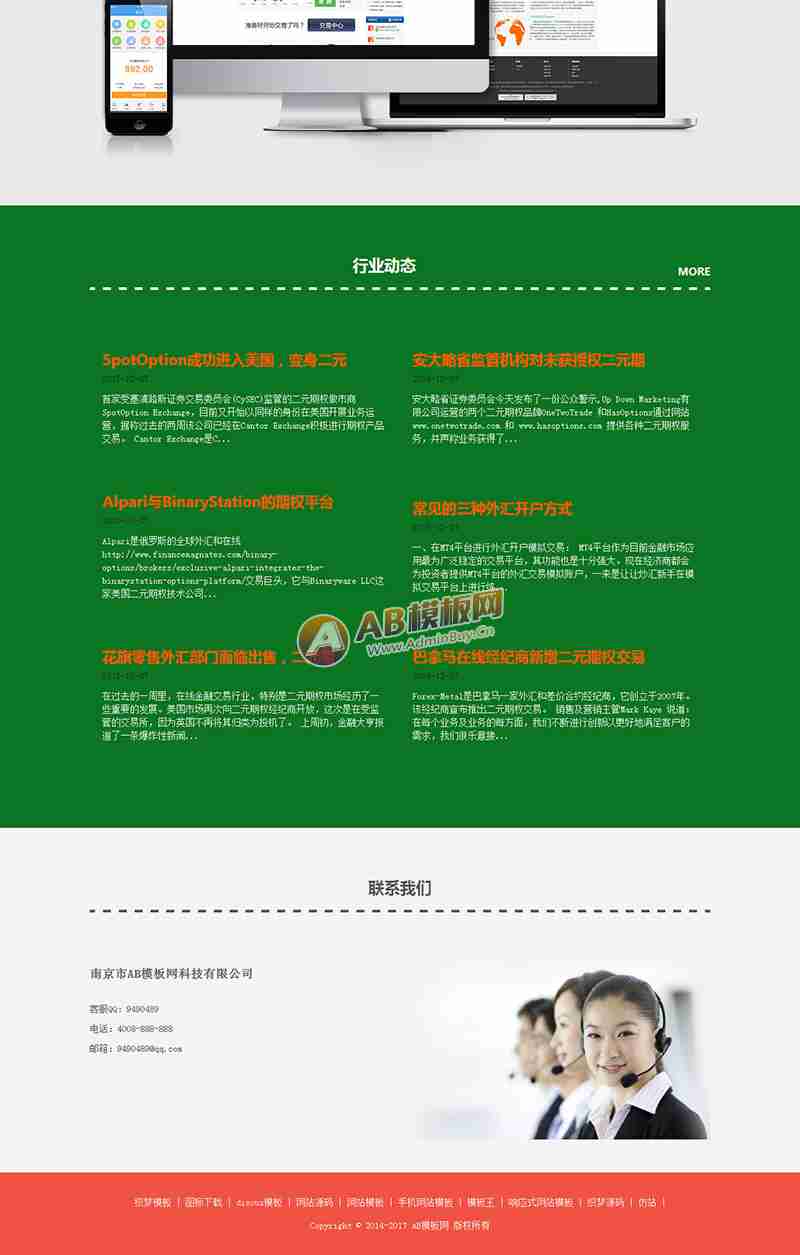 准备好开始交易了吗？
交易中心
892.00
行业动态
MORE
SpotOption成功进入美国，变身二元
首家受塞浦路斯证券交易委员会(CySEC)监管的二元期权做市商
SpotOption Exchange，目前又开始以同样的身份在美国开展业务运
营，据称过去的两周该公司已经在Cantor Exchange积极进行期权产品
交易。 Cantor Exchange是C...
安大略省监管机构对未获授权二元期
安大略省证券委员会今天发布了一份公众警示,Up Down Marketing有
限公司运营的两个二元期权品牌OneTwoTrade 和HasOptions通过网站
www.onetwotrade.com 和 www.hasoptions.com 提供各种二元期权服
务，并声称业务获得了...
Alpari与BinaryStation的期权平台
Alpari是俄罗斯的全球外汇和在线
http://www.financemagnates.com/binary-
options/brokers/exclusive-alpari-integrates-the-
binarystation-options-platform/交易巨头，它与Binaryware LLC这
家美国二元期权技术公司...
常见的三种外汇开户方式
一、在MT4平台进行外汇开户模拟交易： MT4平台作为目前金融市场应
用最为广泛稳定的交易平台，其功能也是十分强大。现在经济商都会
为投资者提供MT4平台的外汇交易模拟账户，一来是让让炒汇新手在模
拟交易平台上进行练...
AB模板网
www.AdminBuy.Cn
花旗零售外汇部门面临出售，二
在过去的一周里，在线金融交易行业，特别是二元期权市场经历了一
些重要的发展。美国市场再次向二元期权经纪商开放，这次是在受监
管的交易所，因为英国不再将其归类为投机了。 上周初，金融大亨报
道了一条爆炸性新闻...
巴拿马在线经纪商新增二元期权交易
Forex-Metal是巴拿马一家外汇和差价合约经纪商，它创立于2007年。
该经纪商宣布推出二元期权交易。 销售及营销主管Mark Kaye 说道：
在每个业务及业务的每方面，我们不断进行创新以更好地满足客户的
需求，我们很乐意接...
联系我们
南京市AB模板网科技有限公司
客服qq：9490489
电话：4008-888-888
邮箱：9490489@qq.com
织梦模板 | 图标下载 | discuz模板 | 网站源码 | 网站模板 | 手机网站模板 | 模板王 | 响应式网站模板 | 织梦源码 | 仿站 |
Copyright © 2014-2017 AB模板网 版权所有